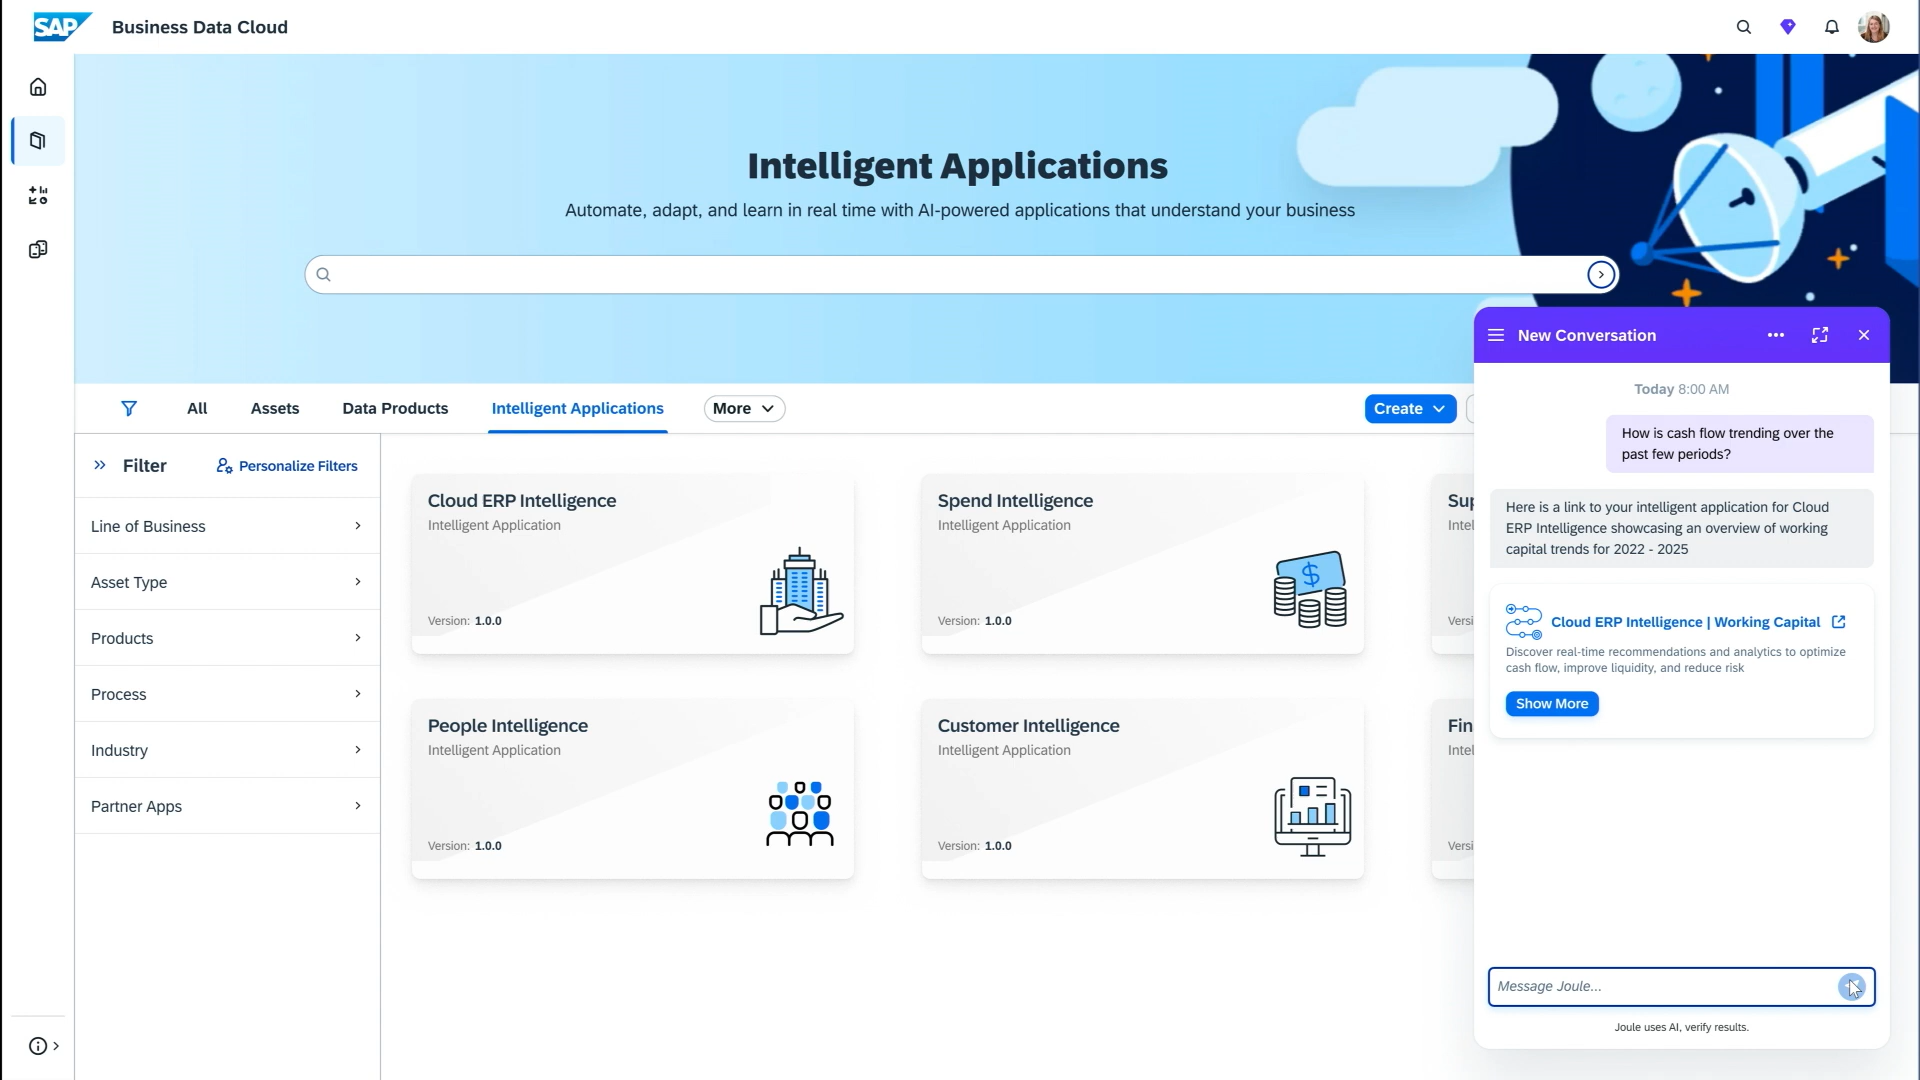 SAP Business Data Cloud
Intelligent Applications
Automate, adapt, and learn in real time with AI-powered applications that understand your business
All Assets Data Products Intelligent Applications More Create
Filter Personalize Filters
Line of Business
Asset Type
Products
Process
Industry
Partner Apps
Cloud ERP Intelligence
Intelligent Application
Version: 1.0.0
Spend Intelligence
Intelligent Application
Version: 1.0.0
Sup
Intel
Versi
People Intelligence
Intelligent Application
Version: 1.0.0
Customer Intelligence
Intelligent Application
Version: 1.0.0
Fin
Intel
Versi
New Conversation
Today 8:00 AM
How is cash flow trending over the
past few periods?
Here is a link to your intelligent application for Cloud
ERP Intelligence showcasing an overview of working
capital trends for 2022 - 2025
Cloud ERP Intelligence | Working Capital
Discover real-time recommendations and analytics to optimize
cash flow, improve liquidity, and reduce risk
Show More
Message Joule...
Joule uses AI, verify results.